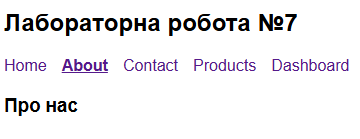 Лабораторна робота №7
Home About Contact Products Dashboard
Про нас